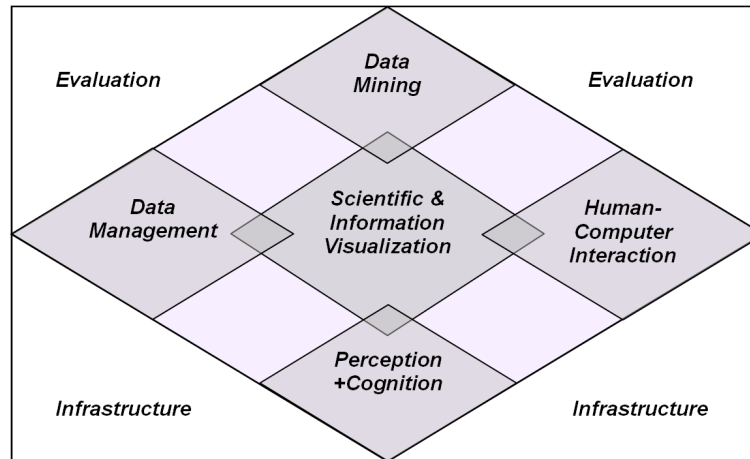 Data
Mining
Evaluation
Evaluation
Data
Management
Scientific &
Information
Visualization
Human-
Computer
Interaction
Perception
+Cognition
Infrastructure
Infrastructure